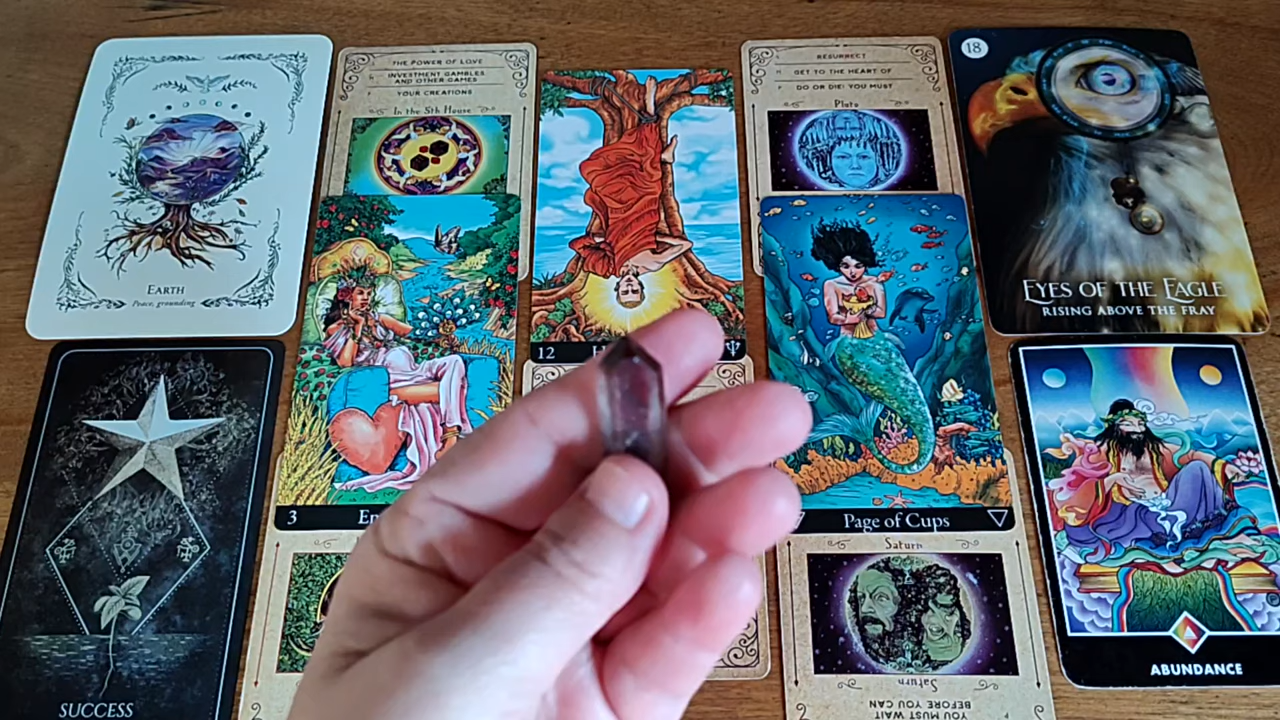 EARTH
Peace, grounding
THE POWER OF LOVE
INVESTMENT GAMBLES
AND OTHER GAMES
YOUR CREATIONS
In the 5th House
RESURRECT
GET TO THE HEART OF
DO OR DIE! YOU MUST
Pluto
18
EYES OF THE EAGLE
RISING ABOVE THE FRAY
12
3
Page of Cups
Saturn
Saturn
YOU MUST WAIT
BEFORE YOU CAN
SUCCESS
ABUNDANCE